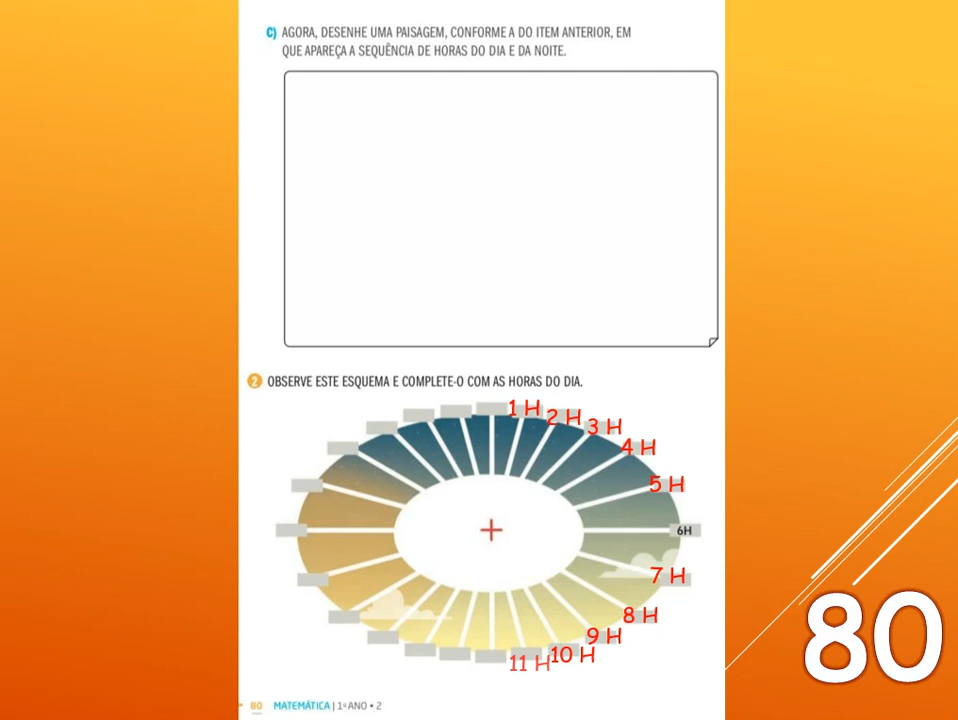 C) AGORA, DESENHE UMA PAISAGEM, CONFORME A DO ITEM ANTERIOR, EM
QUE APAREÇA A SEQUÊNCIA DE HORAS DO DIA E DA NOITE.
2 OBSERVE ESTE ESQUEMA E COMPLETE-O COM AS HORAS DO DIA.
1 H
2 H
3 H
4 H
5 H
6H
7 H
8 H
9 H
10 H
11 H
80 MATEMÁTICA | 1º ANO • 2
80